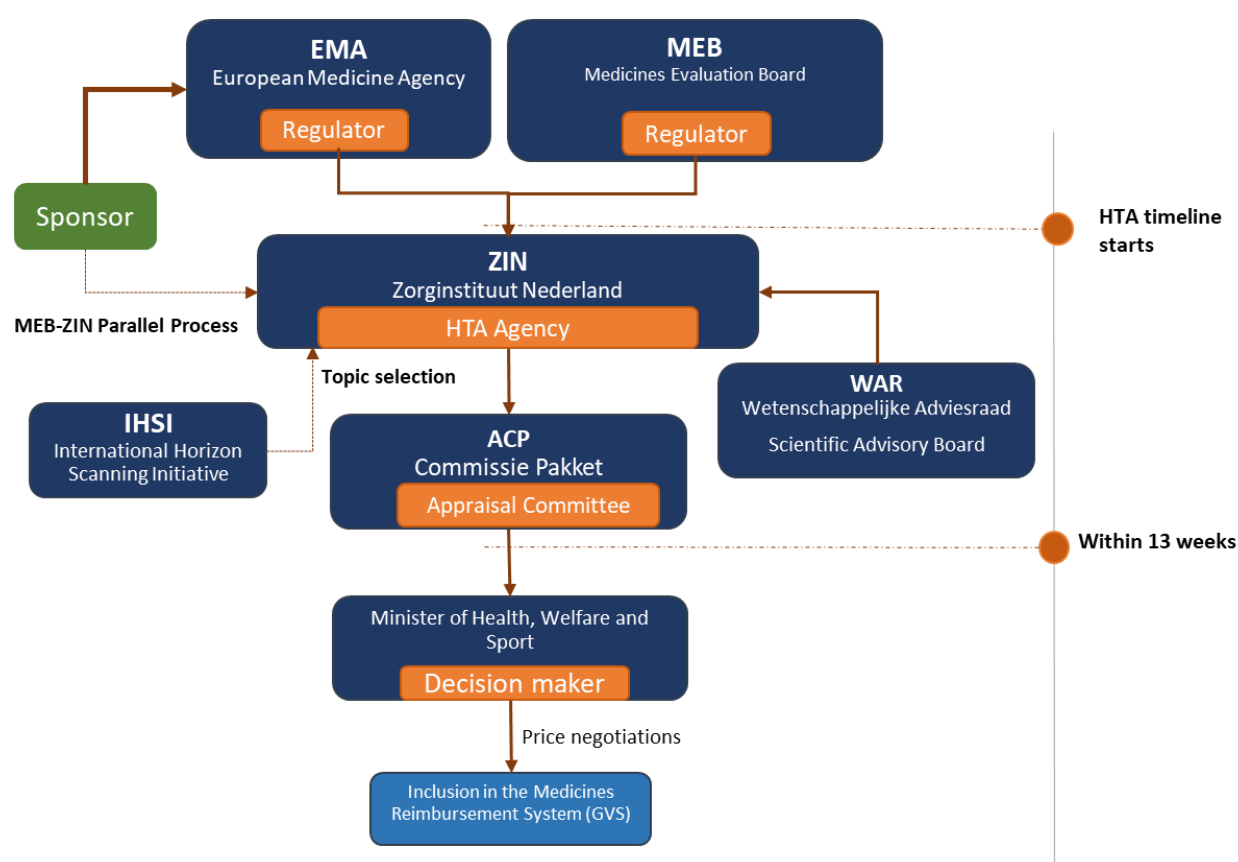 EMA
European Medicine Agency
Regulator
MEB
Medicines Evaluation Board
Regulator
Sponsor
HTA timeline
starts
ZIN
Zorginstituut Nederland
HTA Agency
MEB-ZIN Parallel Process
Topic selection
WAR
Wetenschappelijke Adviesraad
Scientific Advisory Board
IHSI
International Horizon
Scanning Initiative
ACP
Commissie Pakket
Appraisal Committee
Within 13 weeks
Minister of Health, Welfare and
Sport
Decision maker
Price negotiations
Inclusion in the Medicines
Reimbursement System (GVS)